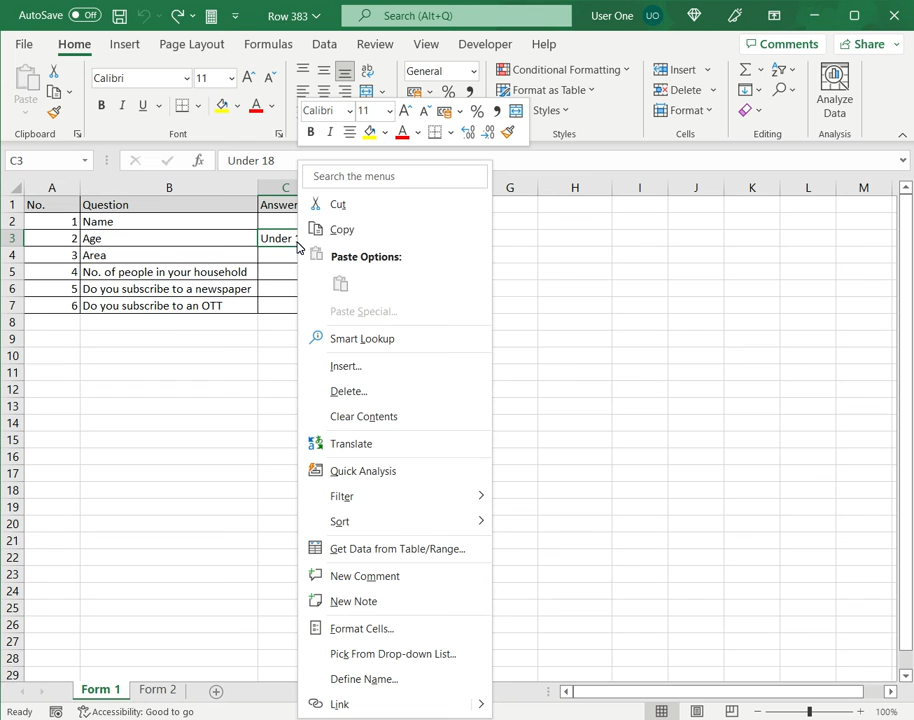 AutoSave Off Row 383 Search (Alt+Q) User One UO
File Home Insert Page Layout Formulas Data Review View Developer Help Comments Share
Paste
Calibri 11
B I U A
General
%
Conditional Formatting
Format as Table
Styles
Insert
Delete
Format
Analyze
Data
Clipboard Font Styles Cells Editing Analysis
Calibri 11 A A % ,
B I A
C3 fx Under 18
A B C G H I J K L M
1 No. Question Answer
2 1 Name
3 2 Age Under
4 3 Area
5 4 No. of people in your household
6 5 Do you subscribe to a newspaper
7 6 Do you subscribe to an OTT
8
9
10
11
12
13
14
15
16
17
18
19
20
21
22
23
24
25
26
27
28
29
Search the menus
Cut
Copy
Paste Options:
Paste Special...
Smart Lookup
Insert...
Delete...
Clear Contents
Translate
Quick Analysis
Filter
Sort
Get Data from Table/Range...
New Comment
New Note
Format Cells...
Pick From Drop-down List...
Define Name...
Link
Form 1 Form 2
Ready Accessibility: Good to go 100%